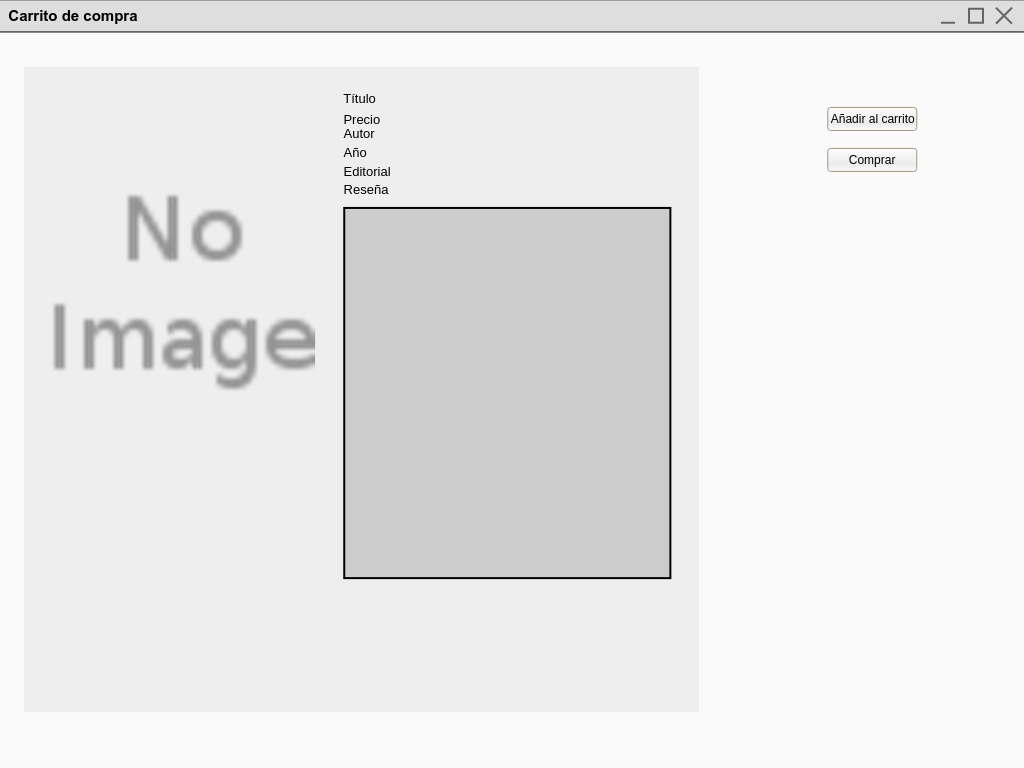 Carrito de compra
No
Image
Título
Precio
Autor
Año
Editorial
Reseña
Añadir al carrito
Comprar